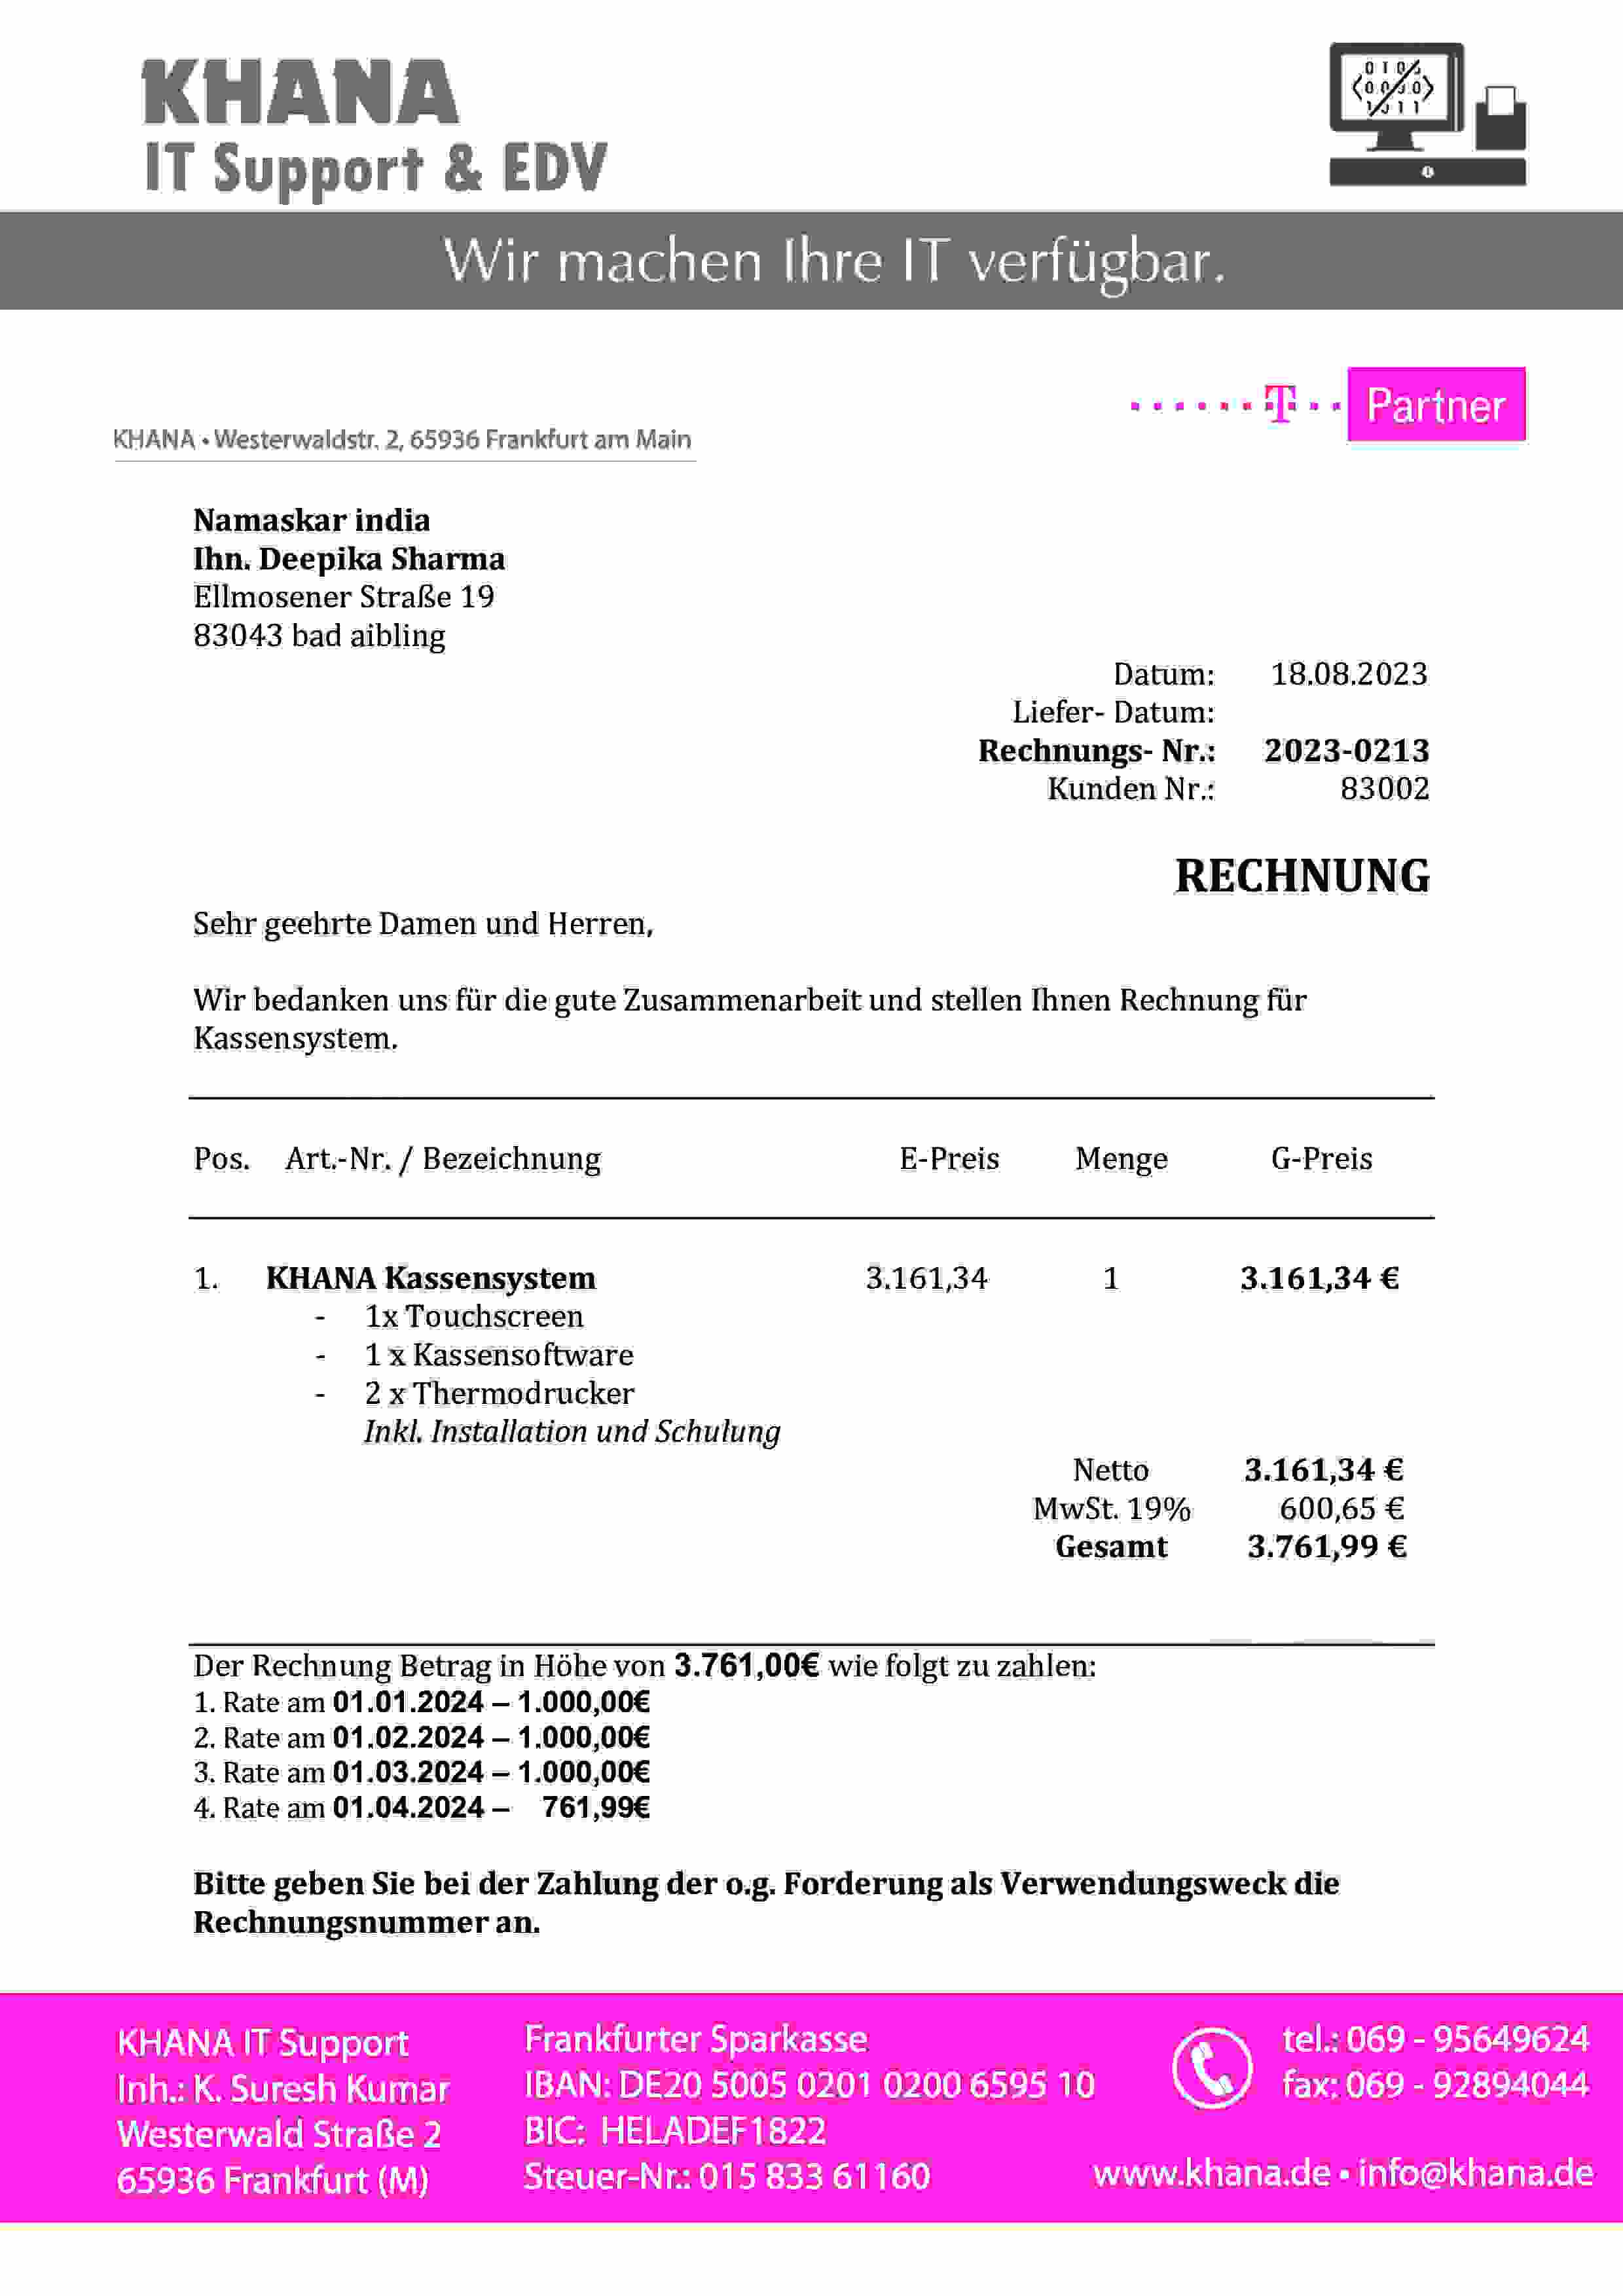 KHANA
IT Support & EDV
Wir machen Ihre IT verfügbar.
T Partner
KHANA • Westerwaldstr. 2, 65936 Frankfurt am Main
Namaskar india
Ihn. Deepika Sharma
Ellmosener Straße 19
83043 bad aibling
Datum: 18.08.2023
Liefer- Datum:
Rechnungs- Nr.: 2023-0213
Kunden Nr.: 83002
RECHNUNG
Sehr geehrte Damen und Herren,
Wir bedanken uns für die gute Zusammenarbeit und stellen Ihnen Rechnung für
Kassensystem.
Pos. Art.-Nr. / Bezeichnung E-Preis Menge G-Preis
1. KHANA Kassensystem 3.161,34 1 3.161,34 €
- 1x Touchscreen
- 1 x Kassensoftware
- 2 x Thermodrucker
Inkl. Installation und Schulung
Netto 3.161,34 €
MwSt. 19% 600,65 €
Gesamt 3.761,99 €
Der Rechnung Betrag in Höhe von 3.761,00€ wie folgt zu zahlen:
1. Rate am 01.01.2024 – 1.000,00€
2. Rate am 01.02.2024 – 1.000,00€
3. Rate am 01.03.2024 – 1.000,00€
4. Rate am 01.04.2024 – 761,99€
Bitte geben Sie bei der Zahlung der o.g. Forderung als Verwendungsweck die
Rechnungsnummer an.
KHANA IT Support
Inh.: K. Suresh Kumar
Westerwald Straße 2
65936 Frankfurt (M)
Frankfurter Sparkasse
IBAN: DE20 5005 0201 0200 6595 10
BIC: HELADEF1822
Steuer-Nr.: 015 833 61160
tel.: 069 - 95649624
fax: 069 - 92894044
www.khana.de • info@khana.de